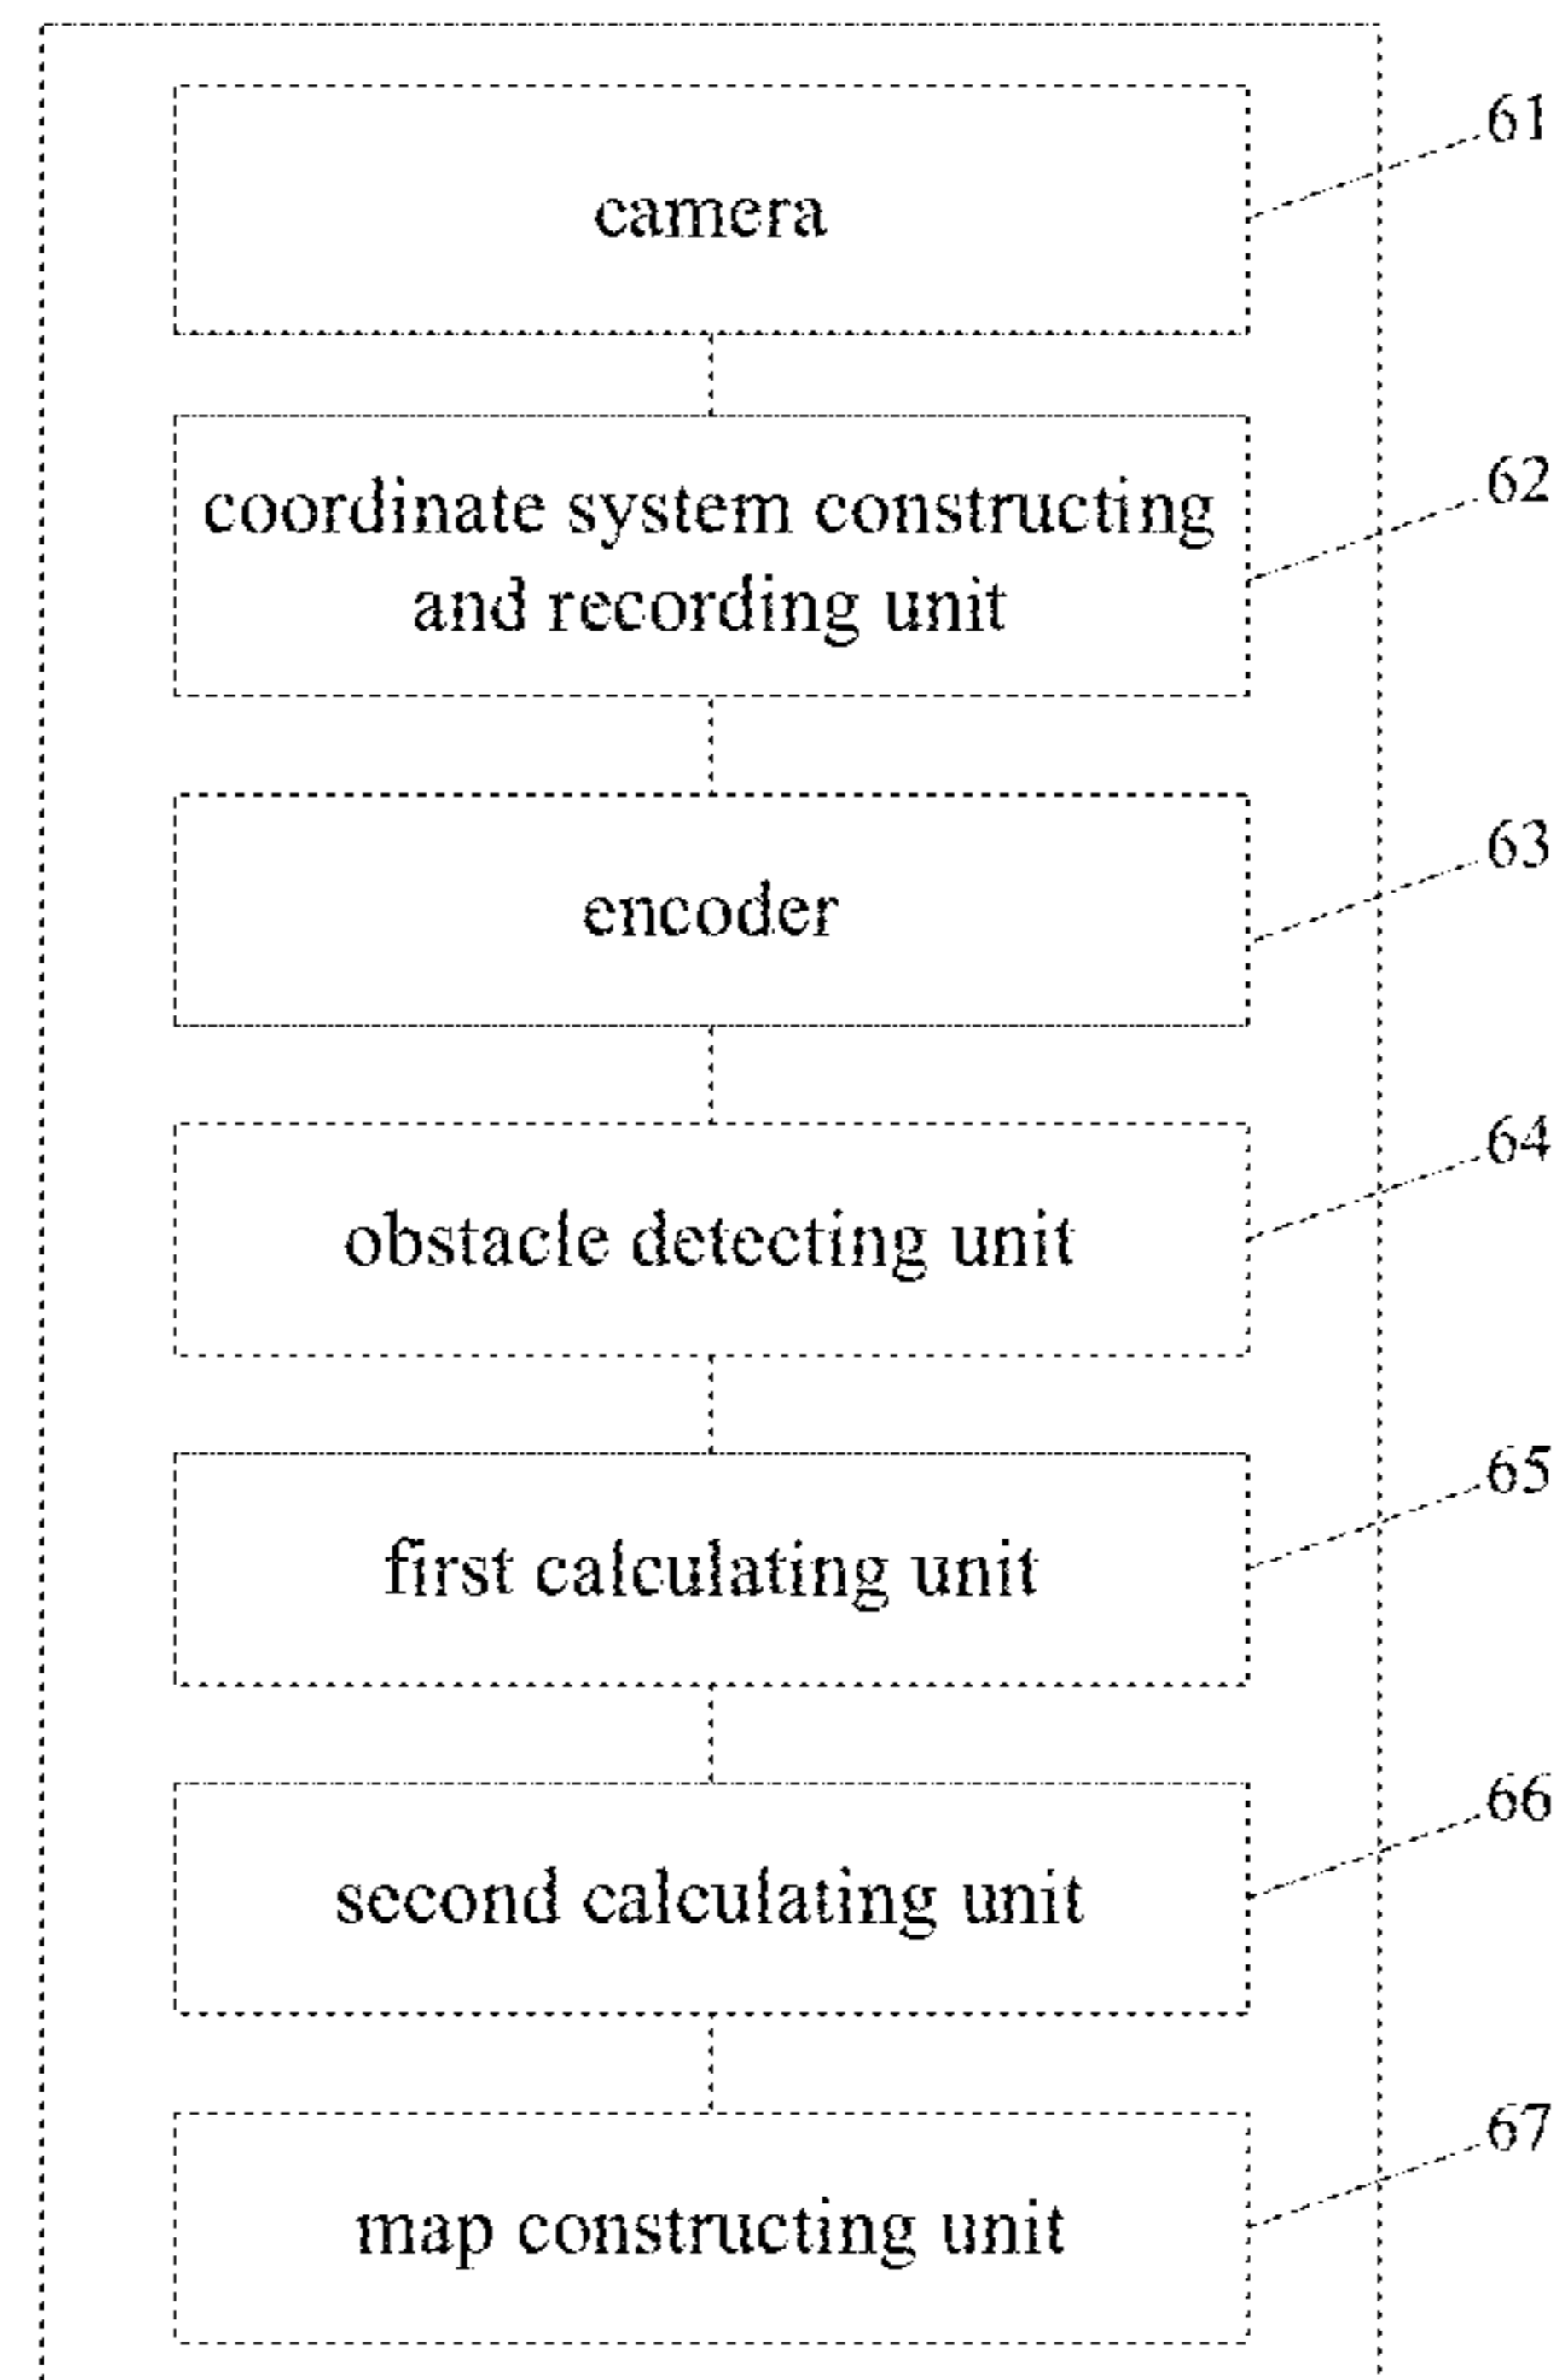 camera
61
coordinate system constructing
and recording unit
62
encoder
63
obstacle detecting unit
64
first calculating unit
65
second calculating unit
66
map constructing unit
67